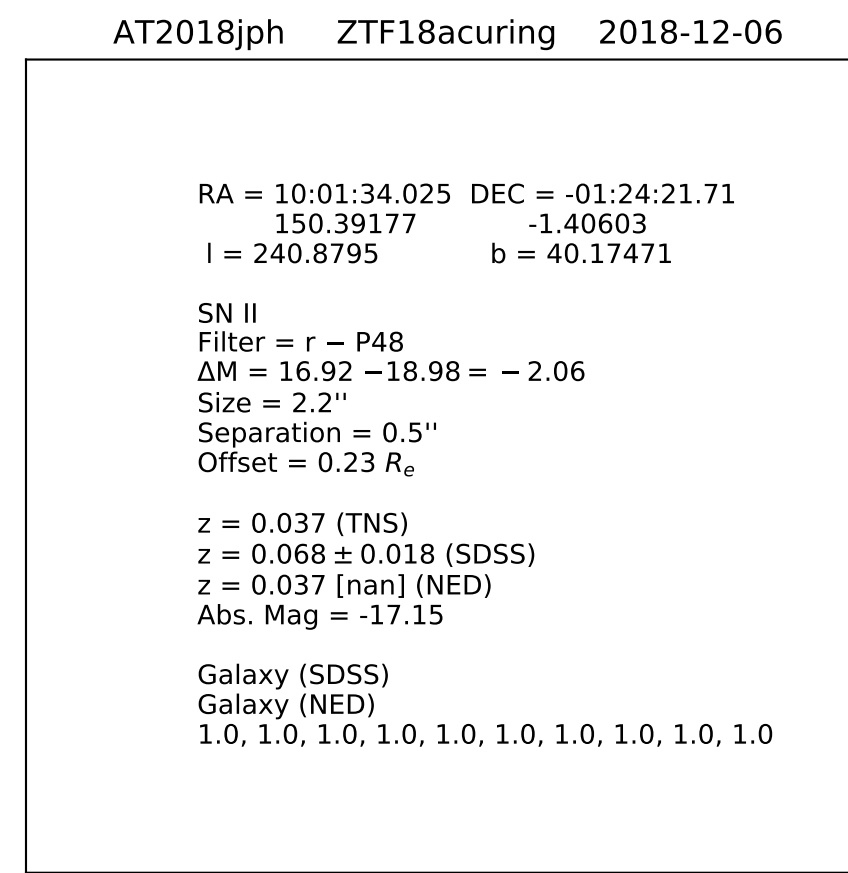 AT2018jph ZTF18acuring 2018-12-06
RA = 10:01:34.025 DEC = -01:24:21.71
150.39177 -1.40603
l = 240.8795 b = 40.17471
SN II
Filter = r − P48
ΔM = 16.92 −18.98 = − 2.06
Size = 2.2''
Separation = 0.5''
Offset = 0.23 Re
z = 0.037 (TNS)
z = 0.068 ± 0.018 (SDSS)
z = 0.037 [nan] (NED)
Abs. Mag = -17.15
Galaxy (SDSS)
Galaxy (NED)
1.0, 1.0, 1.0, 1.0, 1.0, 1.0, 1.0, 1.0, 1.0, 1.0